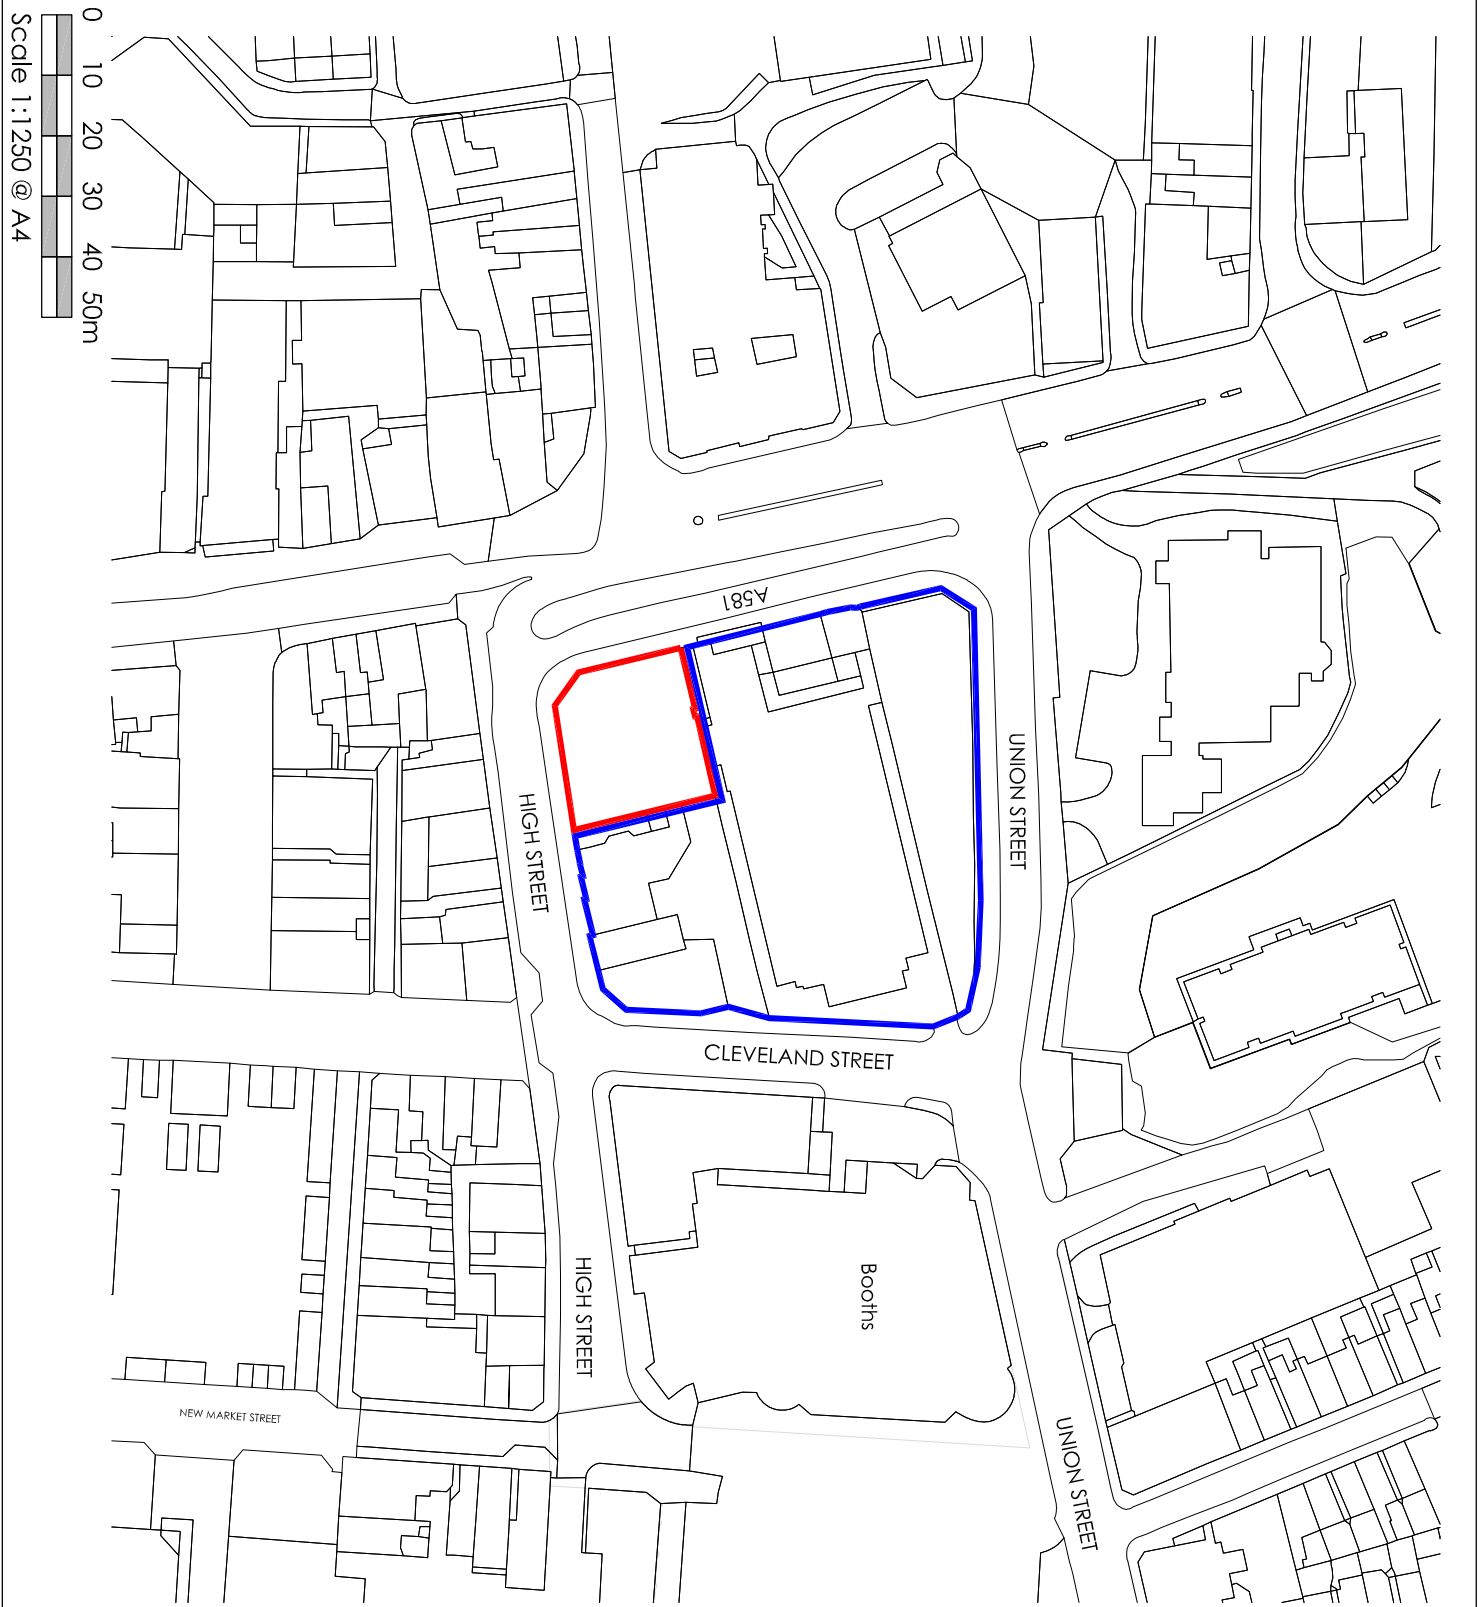 0 10 20 30 40 50m
Scale 1:1250 @ A4
A581
UNION STREET
HIGH STREET
CLEVELAND STREET
Booths
HIGH STREET
NEW MARKET STREET
UNION STREET